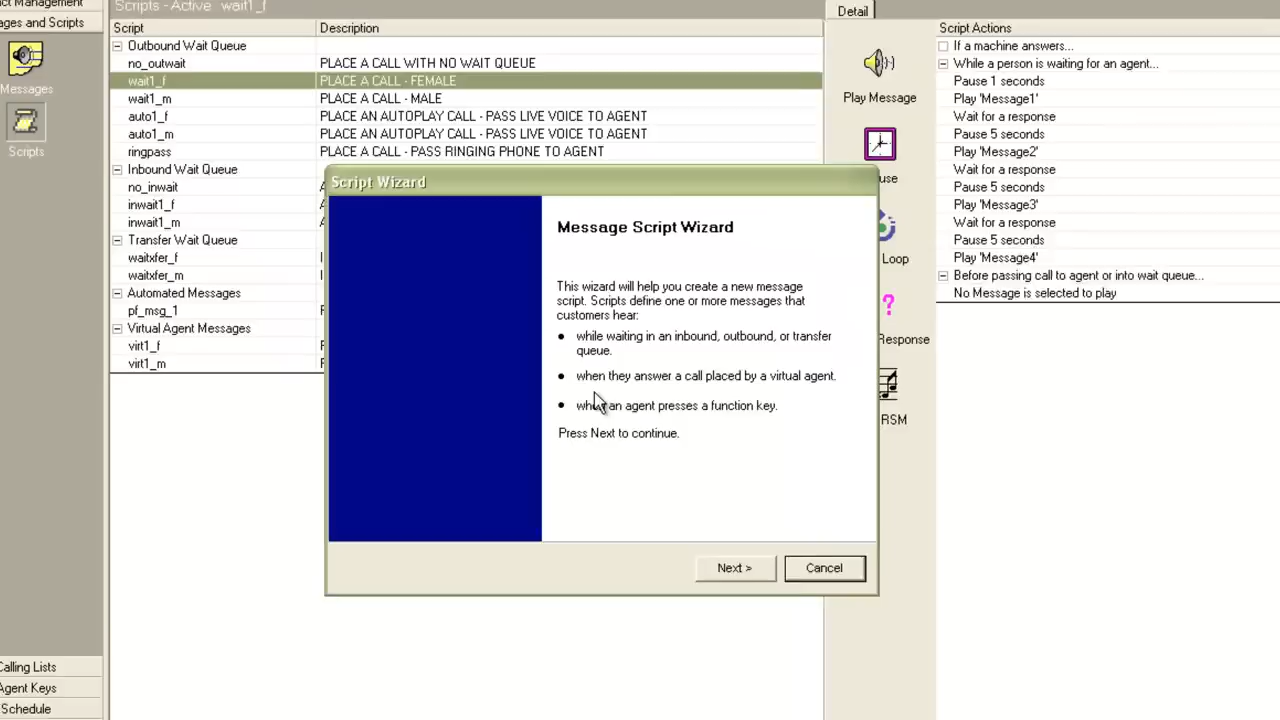 ct Management
ages and Scripts
Messages
Scripts
Calling Lists
Agent Keys
Schedule
Scripts - Active wait1_f
Script Description
Outbound Wait Queue
no_outwait PLACE A CALL WITH NO WAIT QUEUE
wait1_f PLACE A CALL - FEMALE
wait1_m PLACE A CALL - MALE
auto1_f PLACE AN AUTOPLAY CALL - PASS LIVE VOICE TO AGENT
auto1_m PLACE AN AUTOPLAY CALL - PASS LIVE VOICE TO AGENT
ringpass PLACE A CALL - PASS RINGING PHONE TO AGENT
Inbound Wait Queue
no_inwait
inwait1_f
inwait1_m
Transfer Wait Queue
waitxfer_f
waitxfer_m
Automated Messages
pf_msg_1
Virtual Agent Messages
virt1_f
virt1_m
Script Wizard
Message Script Wizard
This wizard will help you create a new message
script. Scripts define one or more messages that
customers hear:
while waiting in an inbound, outbound, or transfer
queue.
when they answer a call placed by a virtual agent.
when an agent presses a function key.
Press Next to continue.
Next >
Cancel
Detail
Play Message
use
Loop
Response
RSM
Script Actions
If a machine answers...
While a person is waiting for an agent...
Pause 1 seconds
Play 'Message1'
Wait for a response
Pause 5 seconds
Play 'Message2'
Wait for a response
Pause 5 seconds
Play 'Message3'
Wait for a response
Pause 5 seconds
Play 'Message4'
Before passing call to agent or into wait queue...
No Message is selected to play